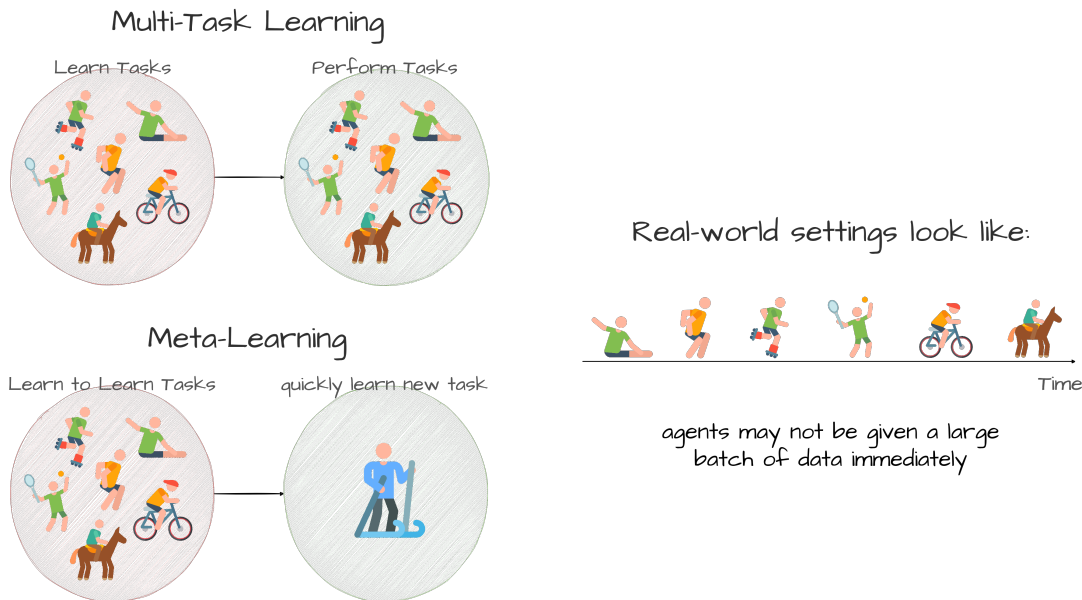 Multi-Task Learning
Learn Tasks
Perform Tasks
Meta-Learning
Learn to Learn Tasks
quickly learn new task
Real-world settings look like:
Time
agents may not be given a large
batch of data immediately